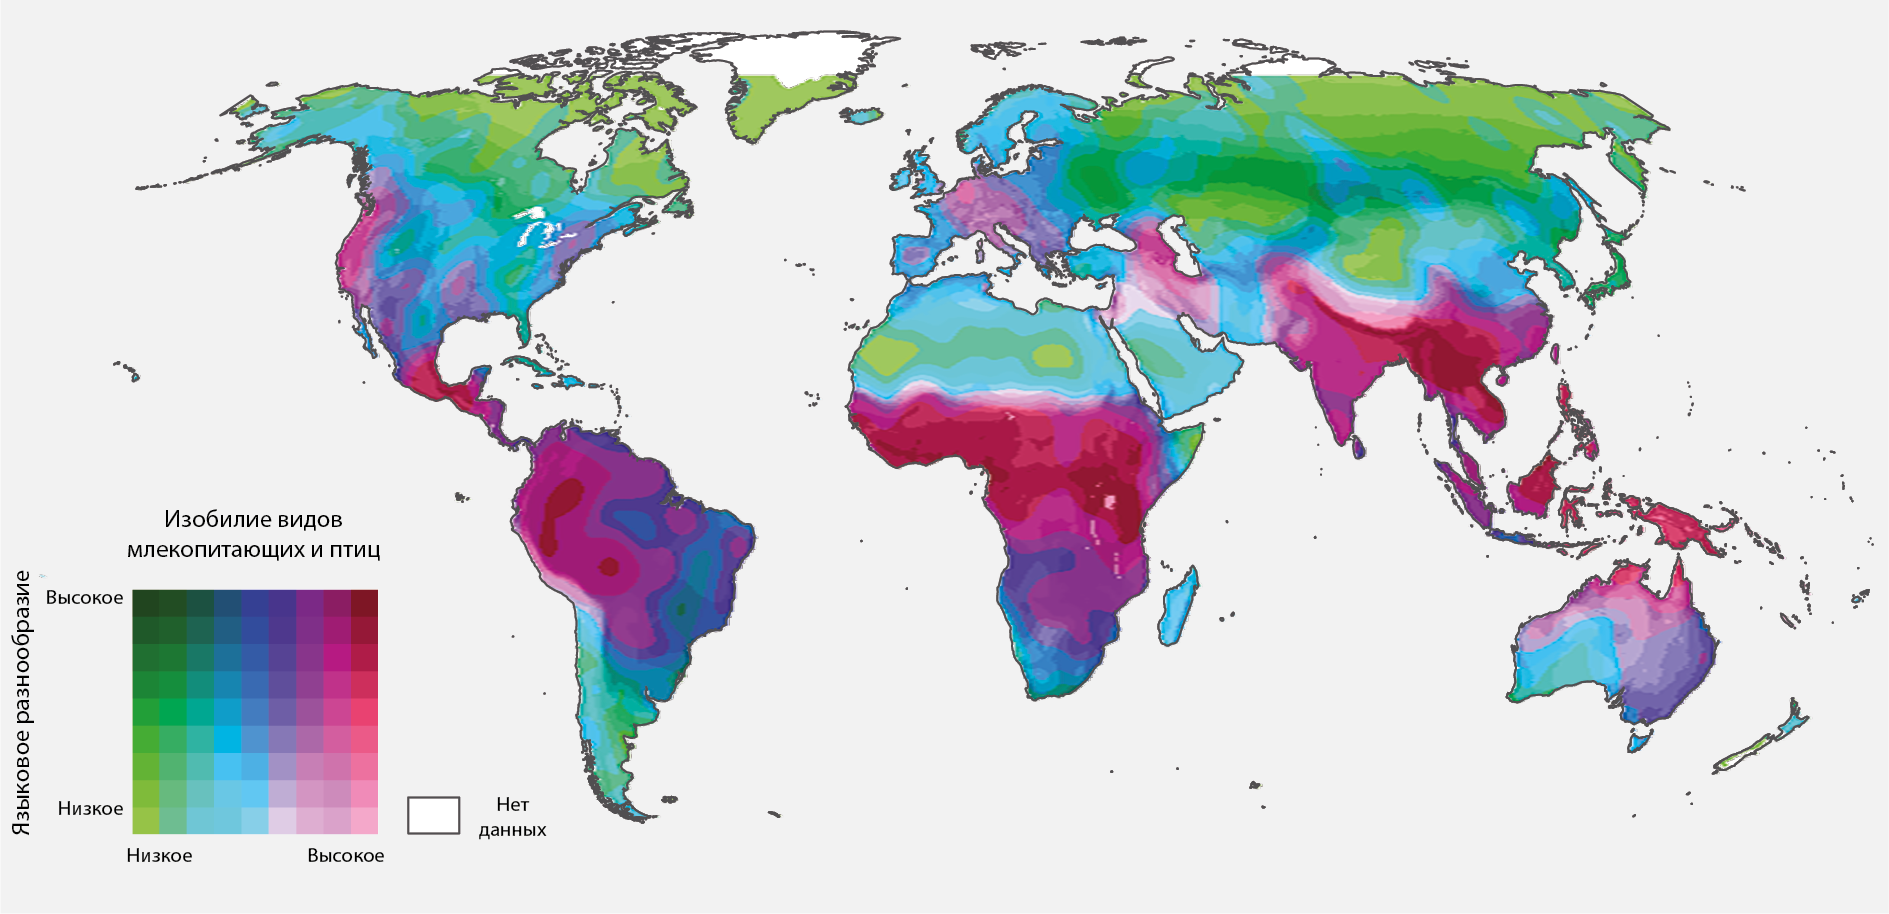 Изобилие видов
млекопитающих и птиц
Языковое разнообразие
Высокое
Низкое
Низкое
Высокое
Нет
данных